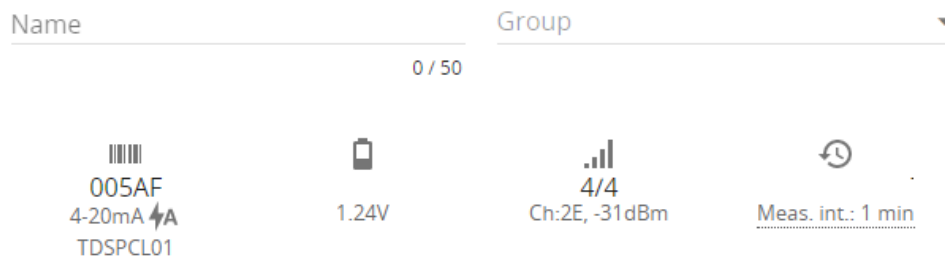 Name
Group
0 / 50
005AF
4-20mA A
TDSPCL01
1.24V
4/4
Ch:2E, -31dBm
Meas. int.: 1 min